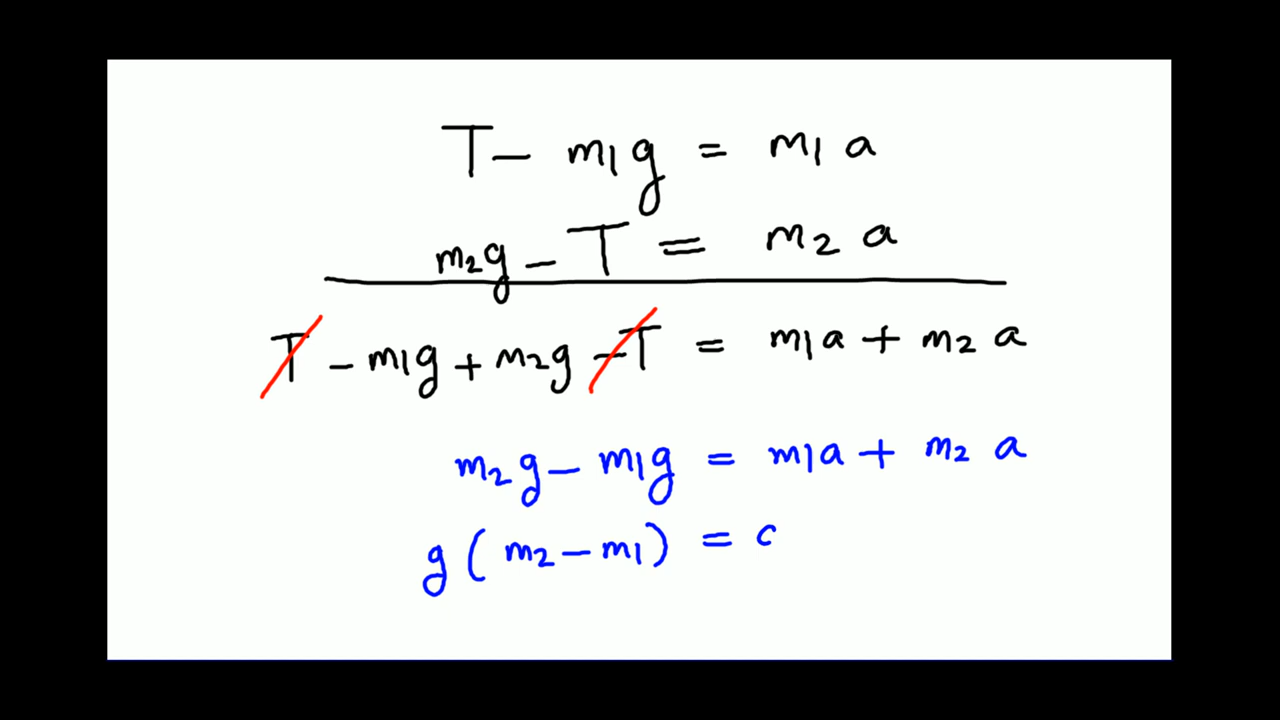 T - m1g = m1 a
m2g - T = m2 a
T - m1g + m2g - T = m1a + m2 a
m2g - m1g = m1a + m2 a
g ( m2 - m1 ) = c